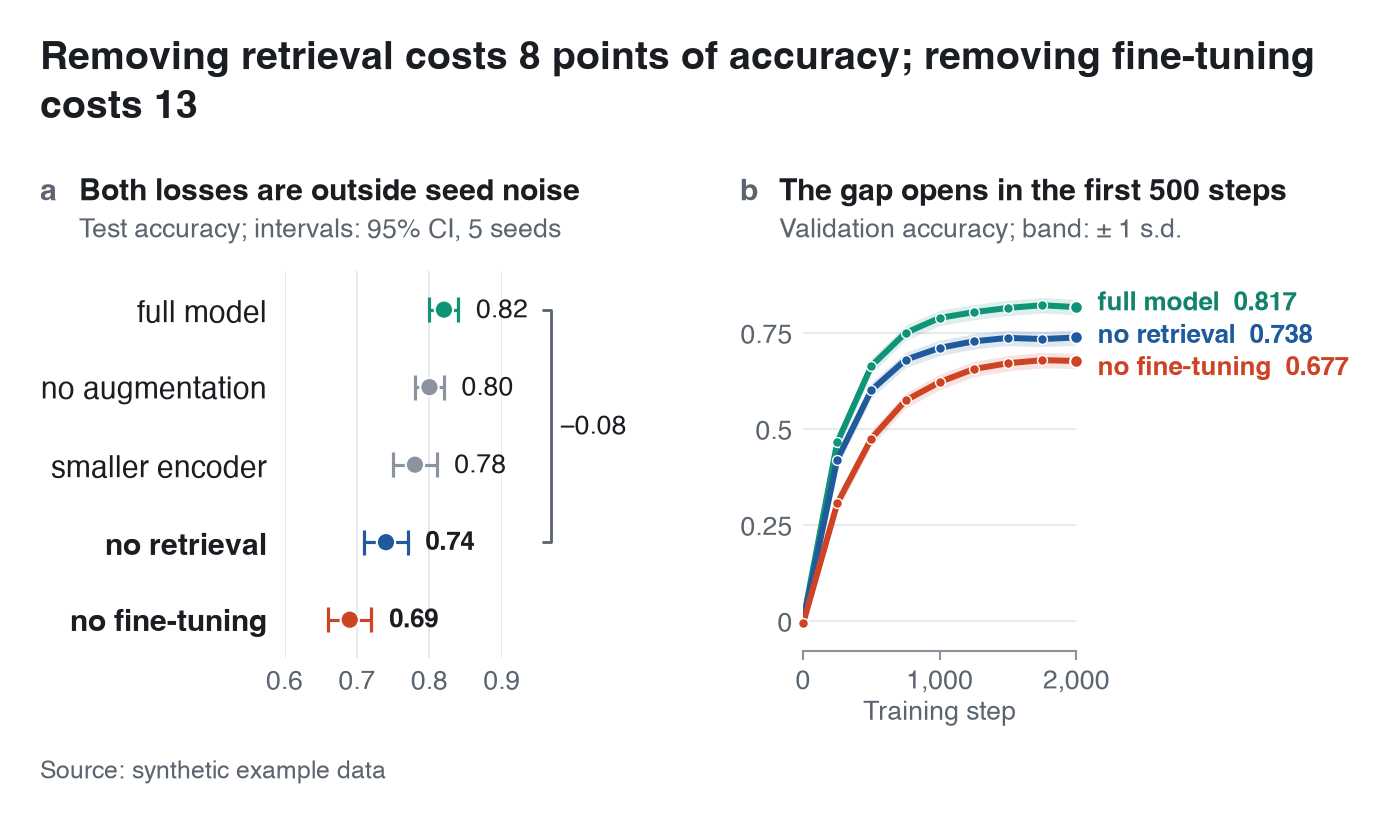 Removing retrieval costs 8 points of accuracy; removing fine-tuning
costs 13
a Both losses are outside seed noise
Test accuracy; intervals: 95% CI, 5 seeds
full model 0.82
no augmentation 0.80
–0.08
smaller encoder 0.78
no retrieval 0.74
no fine-tuning 0.69
0.6 0.7 0.8 0.9
b The gap opens in the first 500 steps
Validation accuracy; band: ± 1 s.d.
full model 0.817
no retrieval 0.738
no fine-tuning 0.677
0.75
0.5
0.25
0
0 1,000 2,000
Training step
Source: synthetic example data